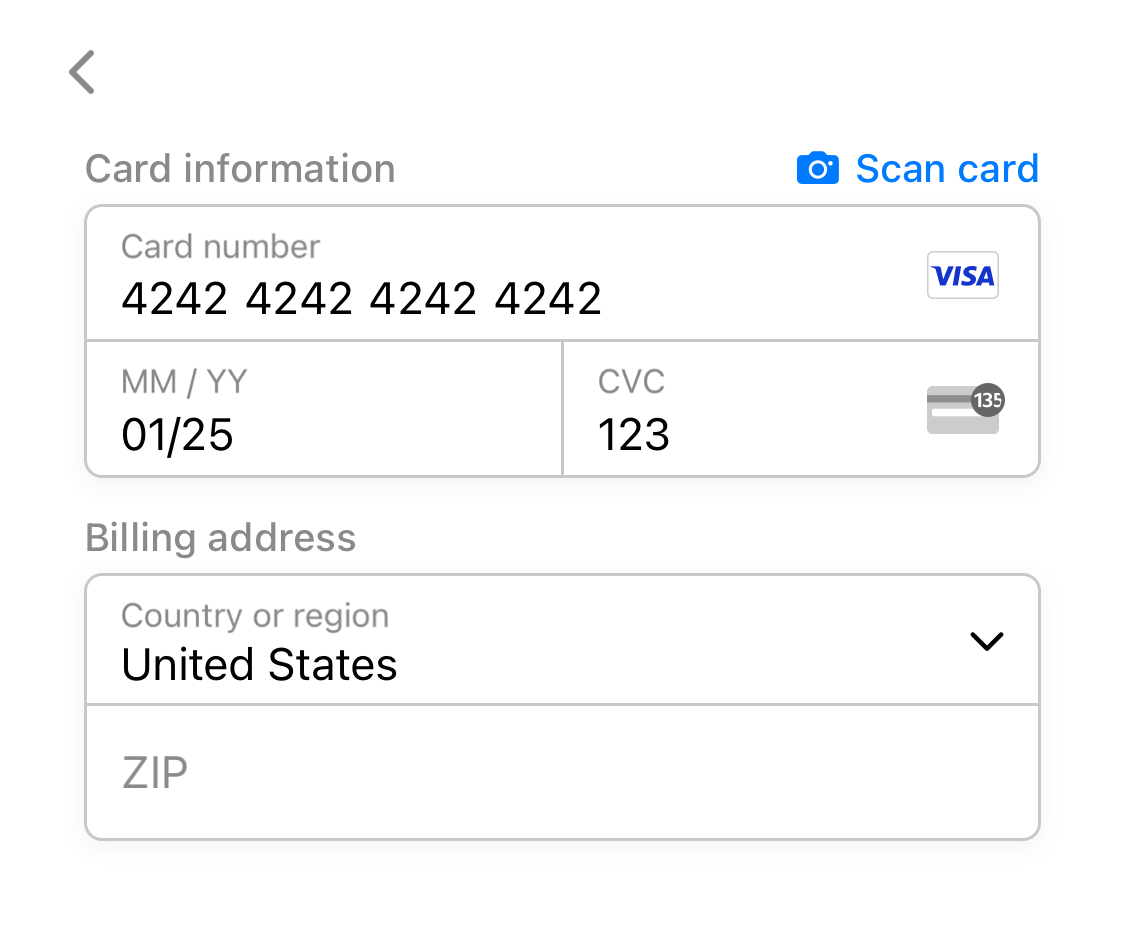 Card information
Scan card
Card number
4242 4242 4242 4242
VISA
MM / YY
01/25
CVC
123
135
Billing address
Country or region
United States
ZIP